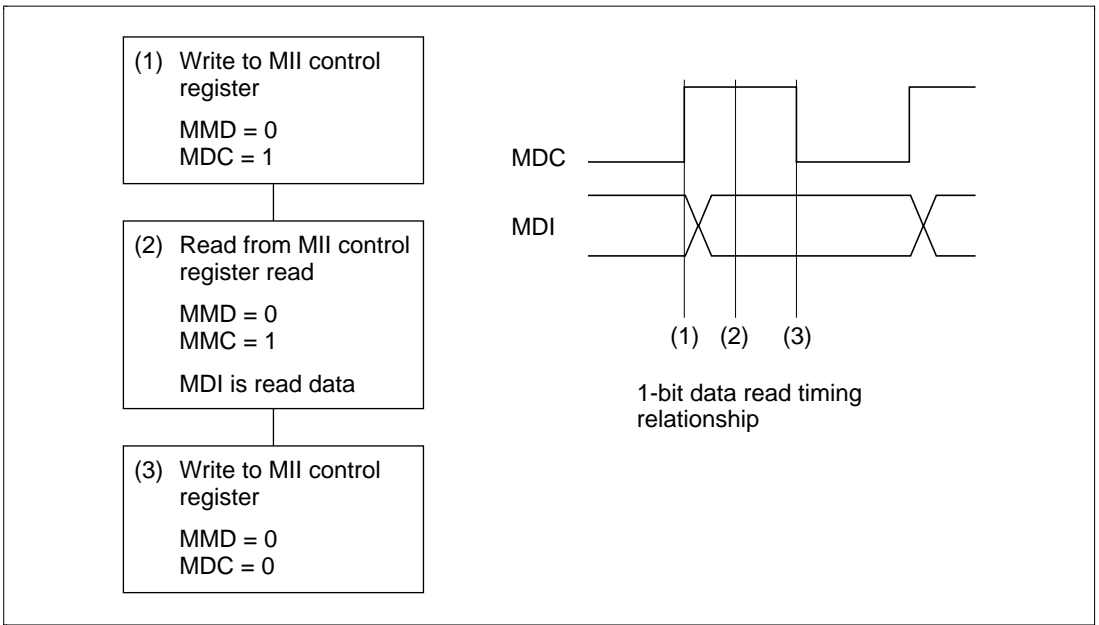 (1) Write to MII control
register
MMD = 0
MDC = 1
(2) Read from MII control
register read
MMD = 0
MMC = 1
MDI is read data
(3) Write to MII control
register
MMD = 0
MDC = 0
MDC
MDI
(1) (2) (3)
1-bit data read timing
relationship